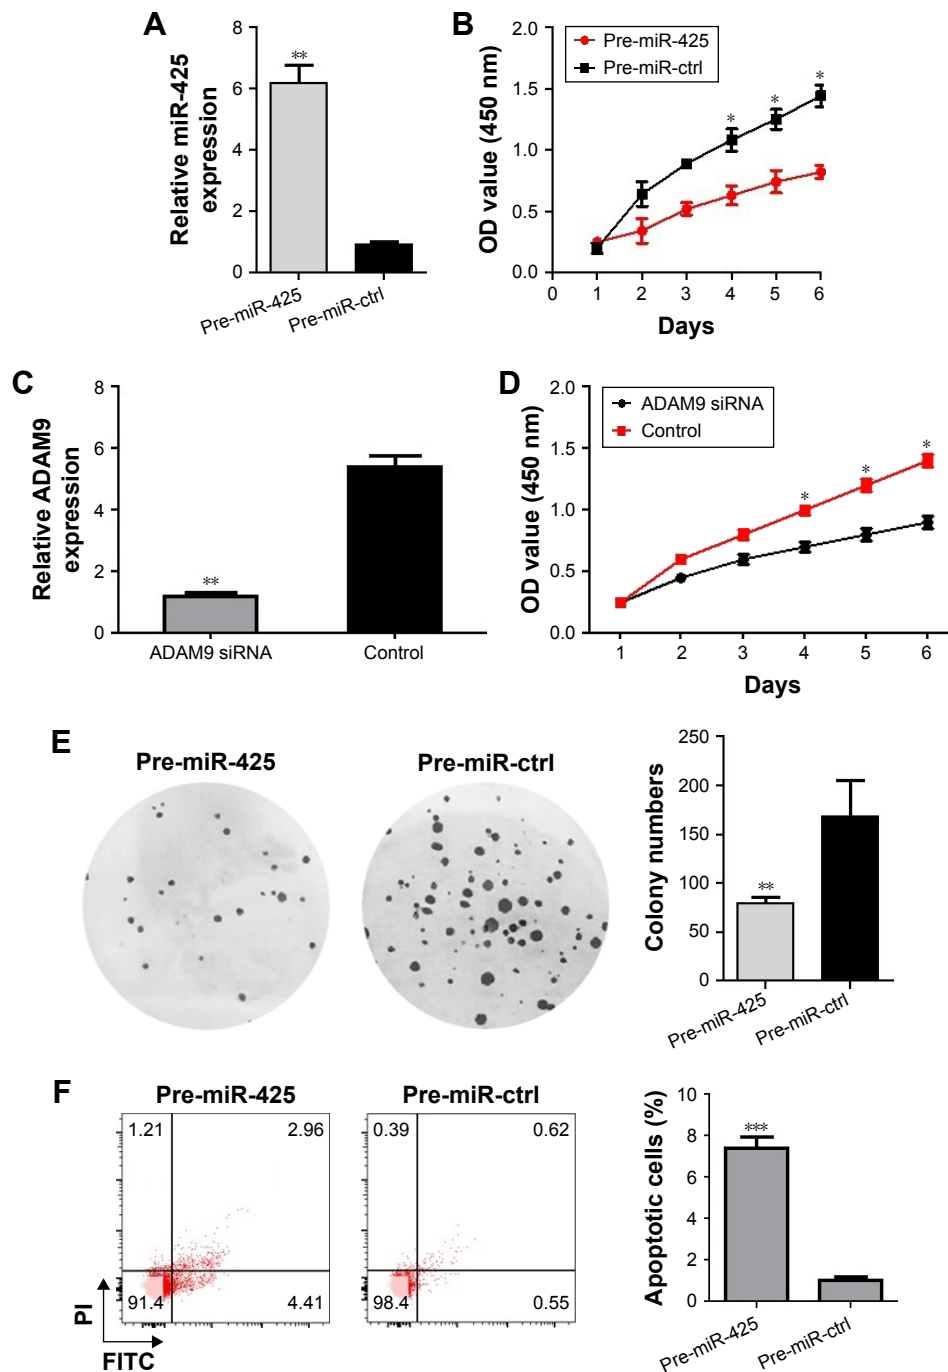 A
Relative miR-425
expression
8
6
4
2
0
**
Pre-miR-425
Pre-miR-ctrl
B
OD value (450 nm)
2.0
1.5
1.0
0.5
0.0
Pre-miR-425
Pre-miR-ctrl
*
*
*
0
1
2
3
4
5
6
Days
C
Relative ADAM9
expression
8
6
4
2
0
**
ADAM9 siRNA
Control
D
OD value (450 nm)
2.0
1.5
1.0
0.5
0.0
ADAM9 siRNA
Control
*
*
*
1
2
3
4
5
6
Days
E
Pre-miR-425
Pre-miR-ctrl
Colony numbers
250
200
150
100
50
0
**
Pre-miR-425
Pre-miR-ctrl
F
Pre-miR-425
1.21
2.96
91.4
4.41
PI
FITC
Pre-miR-ctrl
0.39
0.62
98.4
0.55
Apoptotic cells (%)
10
8
6
4
2
0
***
Pre-miR-425
Pre-miR-ctrl